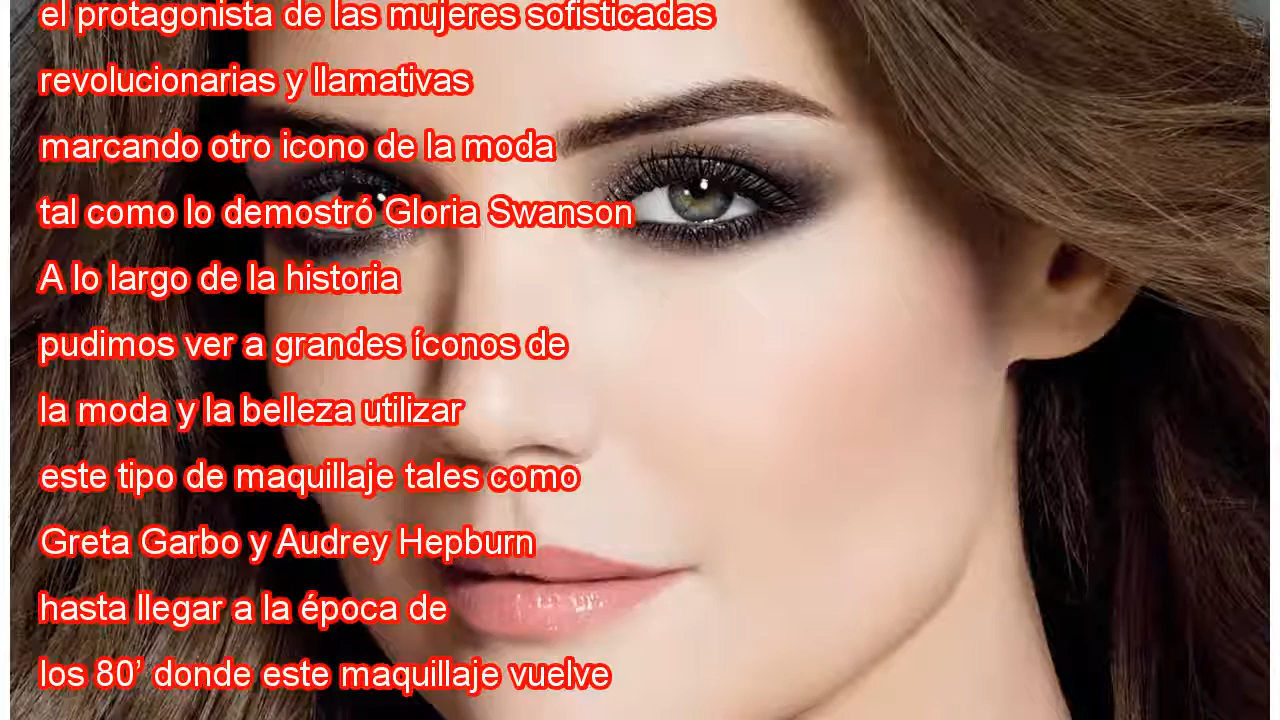 el protagonista de las mujeres sofisticadas
revolucionarias y llamativas
marcando otro icono de la moda
tal como lo demostró Gloria Swanson
A lo largo de la historia
pudimos ver a grandes íconos de
la moda y la belleza utilizar
este tipo de maquillaje tales como
Greta Garbo y Audrey Hepburn
hasta llegar a la época de
los 80’ donde este maquillaje vuelve